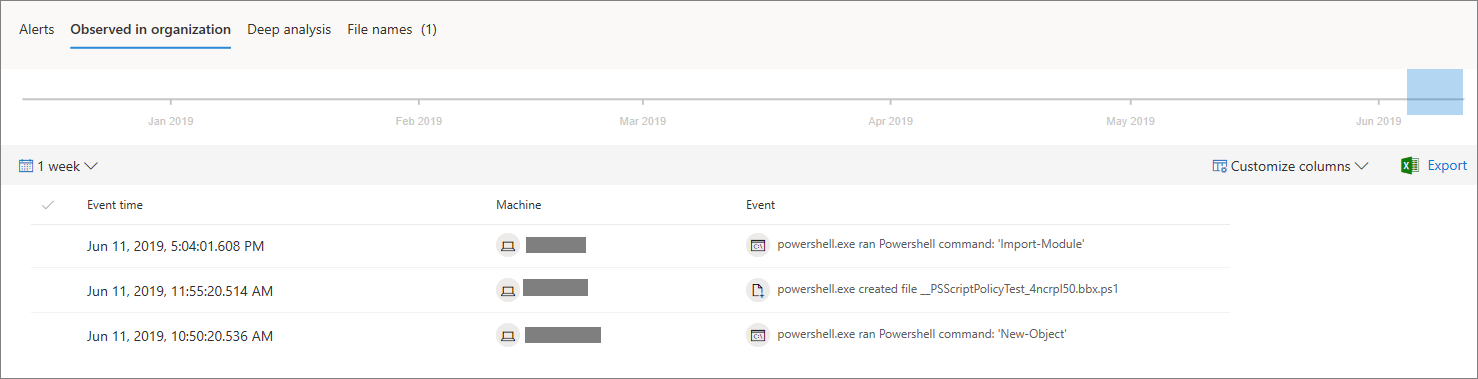 Alerts Observed in organization Deep analysis File names (1)
Jan 2019 Feb 2019 Mar 2019 Apr 2019 May 2019 Jun 2019
1 week Customize columns Export
Event time Machine Event
Jun 11, 2019, 5:04:01.608 PM powershell.exe ran Powershell command: 'Import-Module'
Jun 11, 2019, 11:55:20.514 AM powershell.exe created file __PSScriptPolicyTest_4ncrpl50.bbx.ps1
Jun 11, 2019, 10:50:20.536 AM powershell.exe ran Powershell command: 'New-Object'